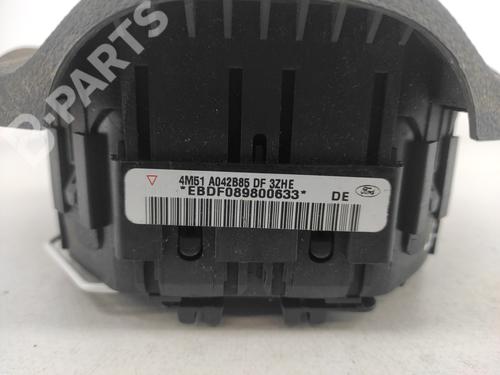 B-PARTS
4M51 A042B85 DF 3ZHE
*EBDF089800633*
DE
Ford